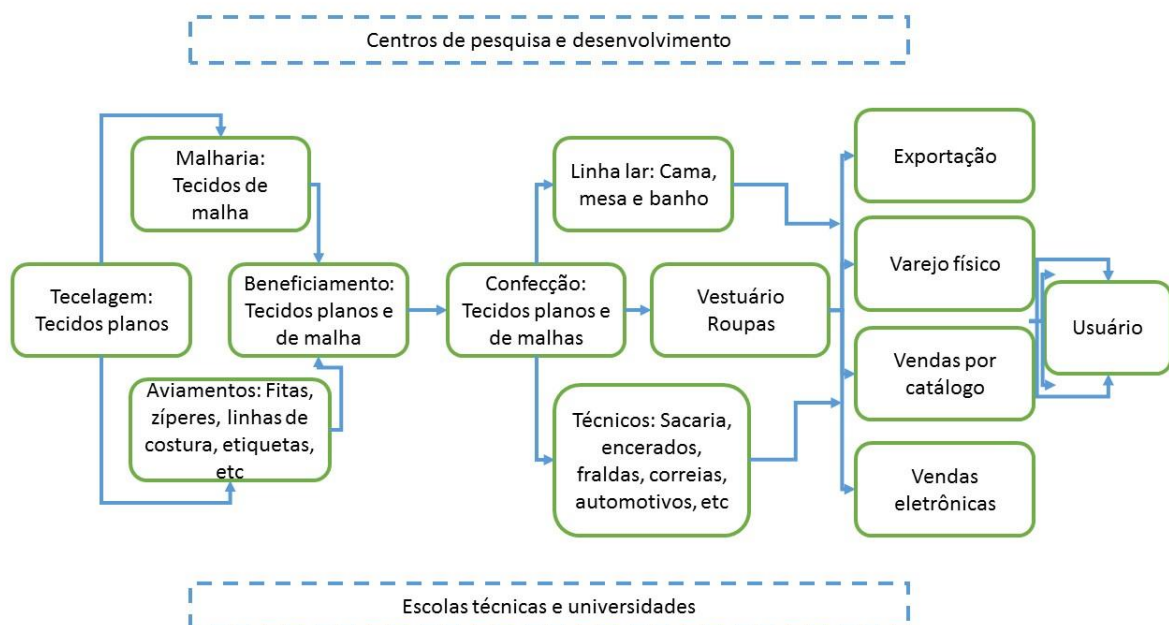 Centros de pesquisa e desenvolvimento
Malharia:
Tecidos de
malha
Linha lar: Cama,
mesa e banho
Exportação
Varejo físico
Tecelagem:
Tecidos planos
Beneficiamento:
Tecidos planos e
de malha
Confecção:
Tecidos planos e
de malhas
Vestuário
Roupas
Usuário
Vendas por
catálogo
Aviamentos: Fitas,
zíperes, linhas de
costura, etiquetas,
etc
Técnicos: Sacaria,
encerados,
fraldas, correias,
automotivos, etc
Vendas
eletrônicas
Escolas técnicas e universidades